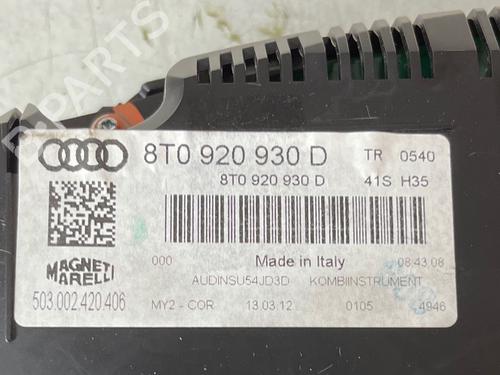 B PARTS
8T0 920 930 D TR 0540
8T0 920 930 D 41S H35
000 Made in Italy 08:43:08
MAGNETI
MARELLI
AUDINSU54JD3D KOMBIINSTRUMENT
503.002.420.406 MY2 - COR 13.03.12 0105 4946